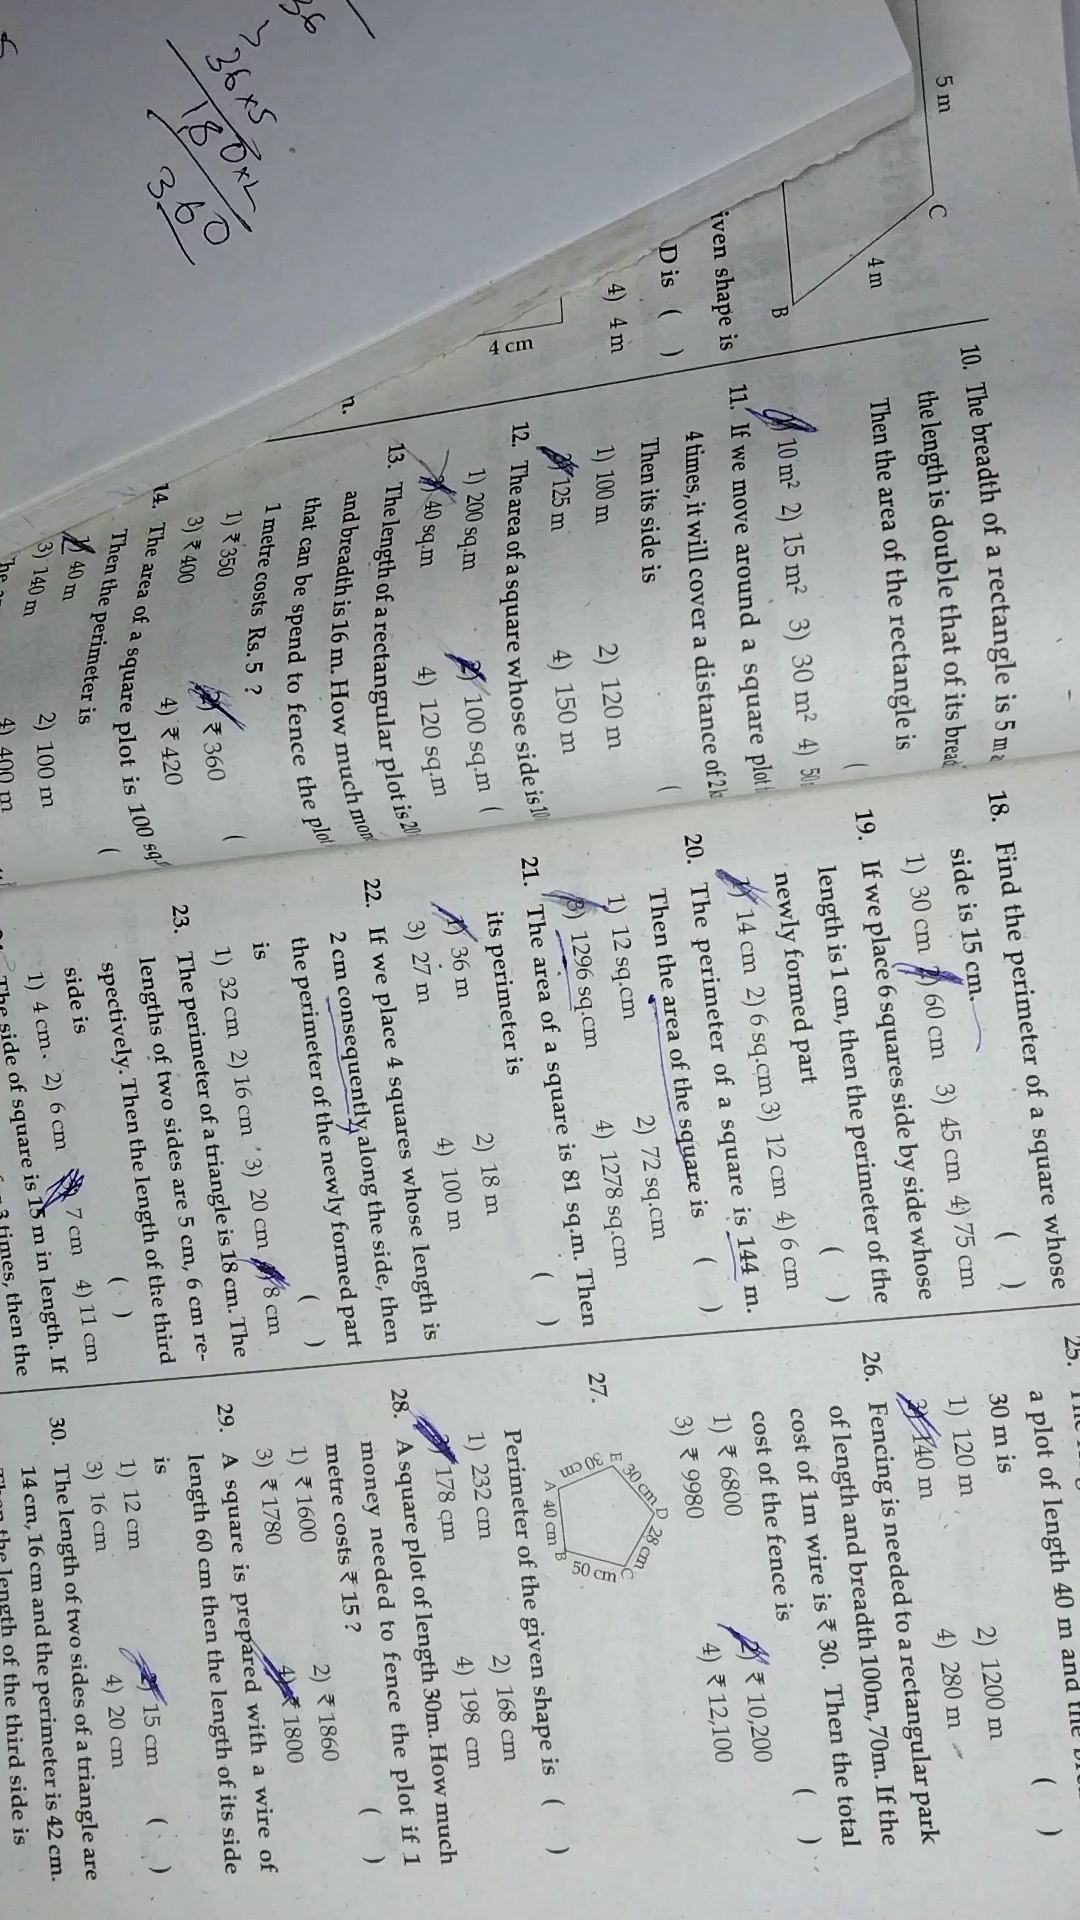 5 m
C
4 m
B
iven shape is
D is ( )
4) 4 m
4 cm
n.
36
36×5
180×2
360
10. The breadth of a rectangle is 5 m
the length is double that of its
Then the area of the rectangle is
(
10 m² 2) 15 m² 3) 30 m² 4) 50
11. If we move around a square plot
4 times, it will cover a distance of 2
Then its side is (
1) 100 m 2) 120 m
125 m 4) 150 m
12. The area of a square whose side is 10
1) 200 sq.m 2) 100 sq.m (
40 sq.m 4) 120 sq.m
13. The length of a rectangular plot is 20
and breadth is 16 m. How much
that can be spend to fence the plot
1 metre costs Rs. 5 ? (
1) ₹ 350 2) ₹ 360
3) ₹ 400 4) ₹ 420
14. The area of a square plot is 100 sq.
Then the perimeter is (
40 m 2) 100 m
3) 140 m 4) 400 m
18. Find the perimeter of a square whose
side is 15 cm. ( )
1) 30 cm 2) 60 cm 3) 45 cm 4) 75 cm
19. If we place 6 squares side by side whose
length is 1 cm, then the perimeter of the
newly formed part ( )
1) 14 cm 2) 6 sq.cm 3) 12 cm 4) 6 cm
20. The perimeter of a square is 144 m.
Then the area of the square is ( )
1) 12 sq.cm 2) 72 sq.cm
3) 1296 sq.cm 4) 1278 sq.cm
21. The area of a square is 81 sq.m. Then
its perimeter is ( )
1) 36 m 2) 18 m
3) 27 m 4) 100 m
22. If we place 4 squares whose length is
2 cm consequently along the side, then
the perimeter of the newly formed part
is ( )
1) 32 cm 2) 16 cm 3) 20 cm 4) 8 cm
23. The perimeter of a triangle is 18 cm. The
lengths of two sides are 5 cm, 6 cm re-
spectively. Then the length of the third
side is ( )
1) 4 cm 2) 6 cm 3) 7 cm 4) 11 cm
The side of square is 15 m in length. If
3 times, then the
25.
a plot of length 40 m and the
30 m is ( )
1) 120 m 2) 1200 m
3) 140 m 4) 280 m
26. Fencing is needed to a rectangular park
of length and breadth 100m, 70m. If the
cost of 1m wire is ₹ 30. Then the total
cost of the fence is ( )
1) ₹ 6800 2) ₹ 10,200
3) ₹ 9980 4) ₹ 12,100
27.
E 30 cm D
28 cm
A 40 cm B
50 cm C
Perimeter of the given shape is ( )
1) 232 cm 2) 168 cm
178 cm 4) 198 cm
28. A square plot of length 30m. How much
money needed to fence the plot if 1
metre costs ₹ 15? ( )
1) ₹ 1600 2) ₹ 1860
3) ₹ 1780 4) ₹ 1800
29. A square is prepared with a wire of
length 60 cm then the length of its side
is ( )
1) 12 cm 2) 15 cm
3) 16 cm 4) 20 cm
30. The length of two sides of a triangle are
14 cm, 16 cm and the perimeter is 42 cm.
the length of the third side is